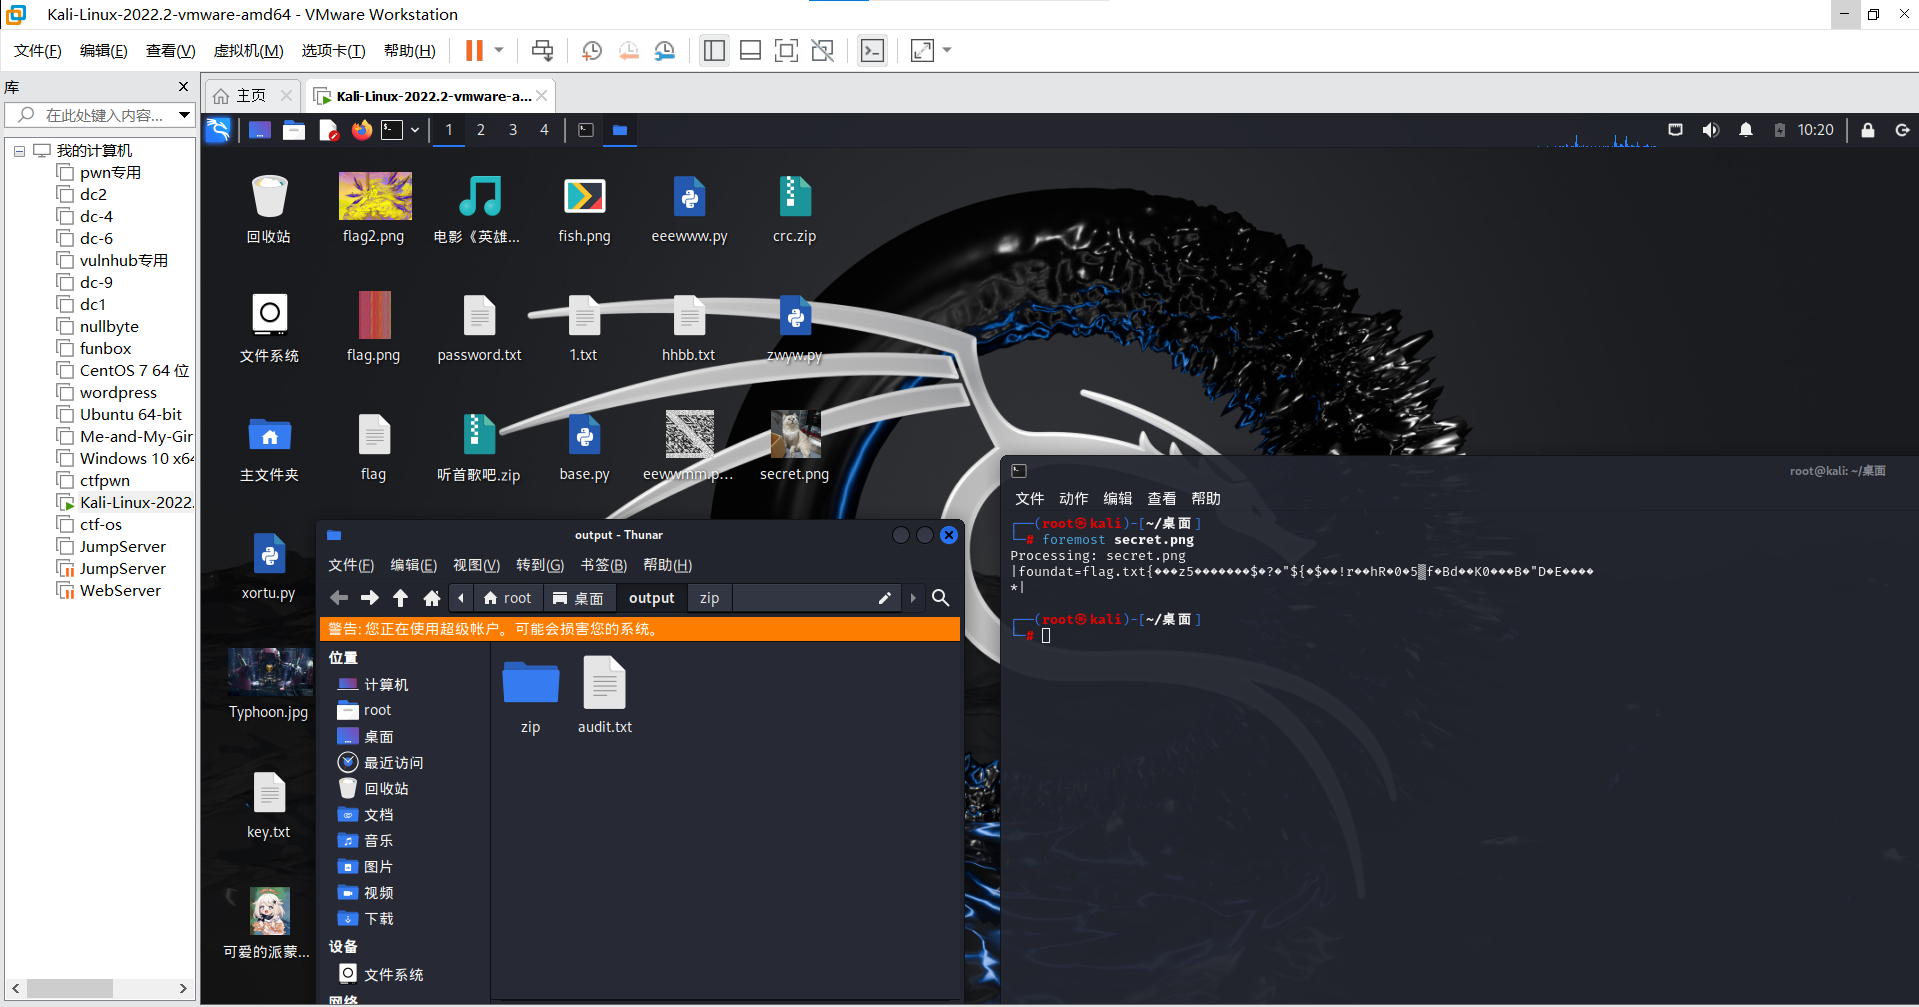 Kali-Linux-2022.2-vmware-amd64 - VMware Workstation
文件(F) 编辑(E) 查看(V) 虚拟机(M) 选项卡(T) 帮助(H)
库
在此处键入内容...
我的计算机
pwn专用
dc2
dc-4
dc-6
vulnhub专用
dc-9
dc1
nullbyte
funbox
CentOS 7 64 位
wordpress
Ubuntu 64-bit
Me-and-My-Gir
Windows 10 x64
ctfpwn
Kali-Linux-2022.
ctf-os
JumpServer
JumpServer
WebServer
主页
Kali-Linux-2022.2-vmware-a...
1 2 3 4
10:20
回收站
flag2.png
电影《英雄...
fish.png
eeewww.py
crc.zip
文件系统
flag.png
password.txt
1.txt
hhbb.txt
zwyw.py
主文件夹
flag
听首歌吧.zip
base.py
eewwmm.p...
secret.png
xortu.py
Typhoon.jpg
key.txt
可爱的派蒙...
output - Thunar
文件(F) 编辑(E) 视图(V) 转到(G) 书签(B) 帮助(H)
root 桌面 output zip
警告: 您正在使用超级帐户。可能会损害您的系统。
位置
计算机
root
桌面
最近访问
回收站
文档
音乐
图片
视频
下载
设备
文件系统
网络
zip
audit.txt
root@kali: ~/桌面
文件 动作 编辑 查看 帮助
┌──(root㉿kali)-[~/桌面]
└─# foremost secret.png
Processing: secret.png
|foundat=flag.txt{���z5�������$�?�"${�$��!r��hR�0�5▒f�Bd��K0���B�"D�E����
*|
┌──(root㉿kali)-[~/桌面]
└─#